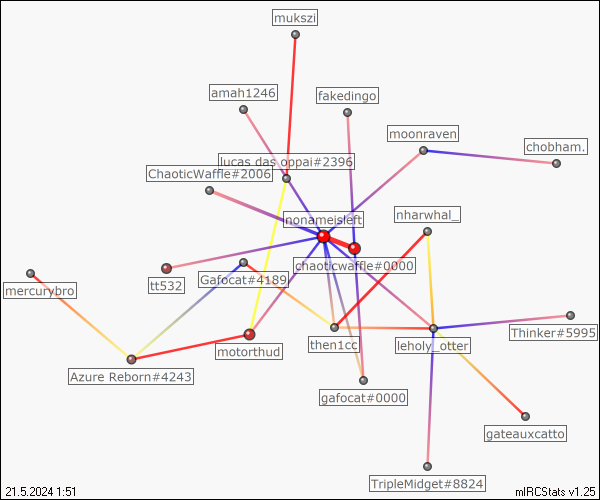 mukszi
amah1246
fakedingo
moonraven
chobham.
lucas das oppai#2396
ChaoticWaffle#2006
nonameisleft
nharwhal_
chaoticwaffle#0000
tt532
Gafocat#4189
mercurybro
Thinker#5995
motorthud
then1cc
leholy_otter
Azure Reborn#4243
gafocat#0000
gateauxcatto
TripleMidget#8824
21.5.2024 1:51
mIRCStats v1.25